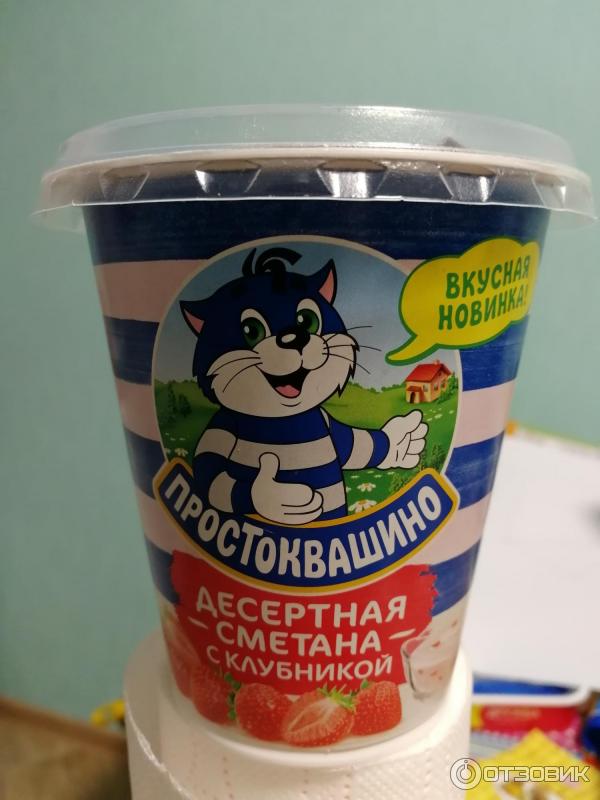 ВКУСНАЯ
НОВИНКА!
ПРОСТОКВАШИНО
ДЕСЕРТНАЯ
– СМЕТАНА –
С КЛУБНИКОЙ
ОТЗОВИК